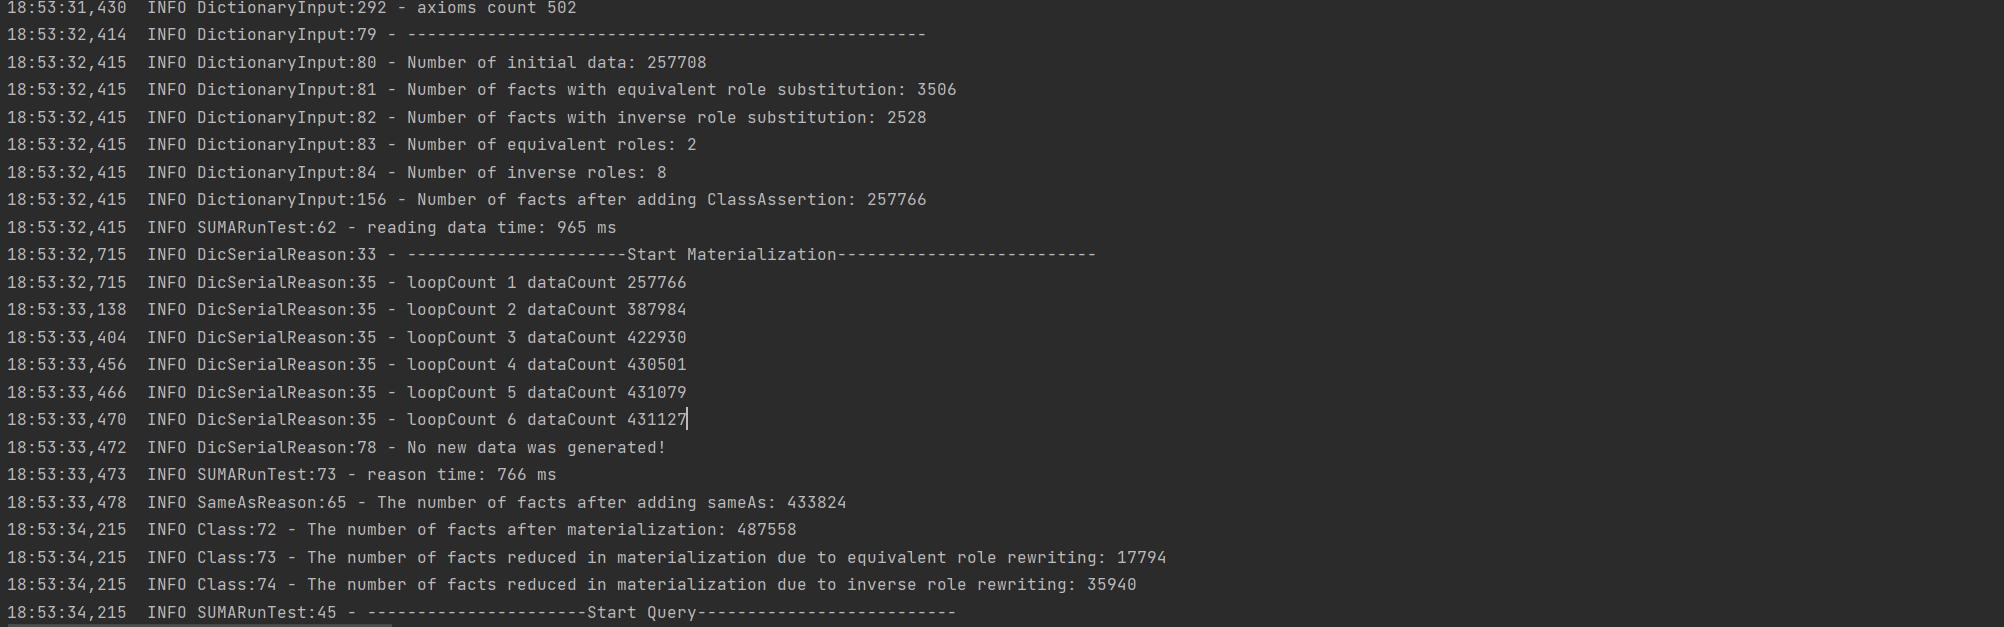 18:53:31,430  INFO DictionaryInput:292 - axioms count 502
18:53:32,414  INFO DictionaryInput:79 - ----------------------------------------------------
18:53:32,415  INFO DictionaryInput:80 - Number of initial data: 257708
18:53:32,415  INFO DictionaryInput:81 - Number of facts with equivalent role substitution: 3506
18:53:32,415  INFO DictionaryInput:82 - Number of facts with inverse role substitution: 2528
18:53:32,415  INFO DictionaryInput:83 - Number of equivalent roles: 2
18:53:32,415  INFO DictionaryInput:84 - Number of inverse roles: 8
18:53:32,415  INFO DictionaryInput:156 - Number of facts after adding ClassAssertion: 257766
18:53:32,415  INFO SUMARunTest:62 - reading data time: 965 ms
18:53:32,715  INFO DicSerialReason:33 - ----------------------Start Materialization--------------------------
18:53:32,715  INFO DicSerialReason:35 - loopCount 1 dataCount 257766
18:53:33,138  INFO DicSerialReason:35 - loopCount 2 dataCount 387984
18:53:33,404  INFO DicSerialReason:35 - loopCount 3 dataCount 422930
18:53:33,456  INFO DicSerialReason:35 - loopCount 4 dataCount 430501
18:53:33,466  INFO DicSerialReason:35 - loopCount 5 dataCount 431079
18:53:33,470  INFO DicSerialReason:35 - loopCount 6 dataCount 431127
18:53:33,472  INFO DicSerialReason:78 - No new data was generated!
18:53:33,473  INFO SUMARunTest:73 - reason time: 766 ms
18:53:33,478  INFO SameAsReason:65 - The number of facts after adding sameAs: 433824
18:53:34,215  INFO Class:72 - The number of facts after materialization: 487558
18:53:34,215  INFO Class:73 - The number of facts reduced in materialization due to equivalent role rewriting: 17794
18:53:34,215  INFO Class:74 - The number of facts reduced in materialization due to inverse role rewriting: 35940
18:53:34,215  INFO SUMARunTest:45 - ----------------------Start Query--------------------------